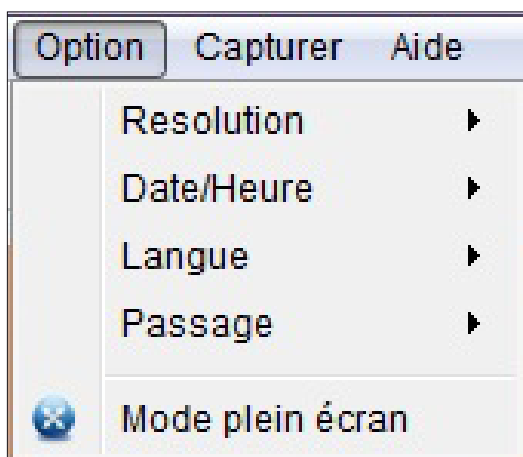 Option Capturer Aide
Resolution
Date/Heure
Langue
Passage
Mode plein écran